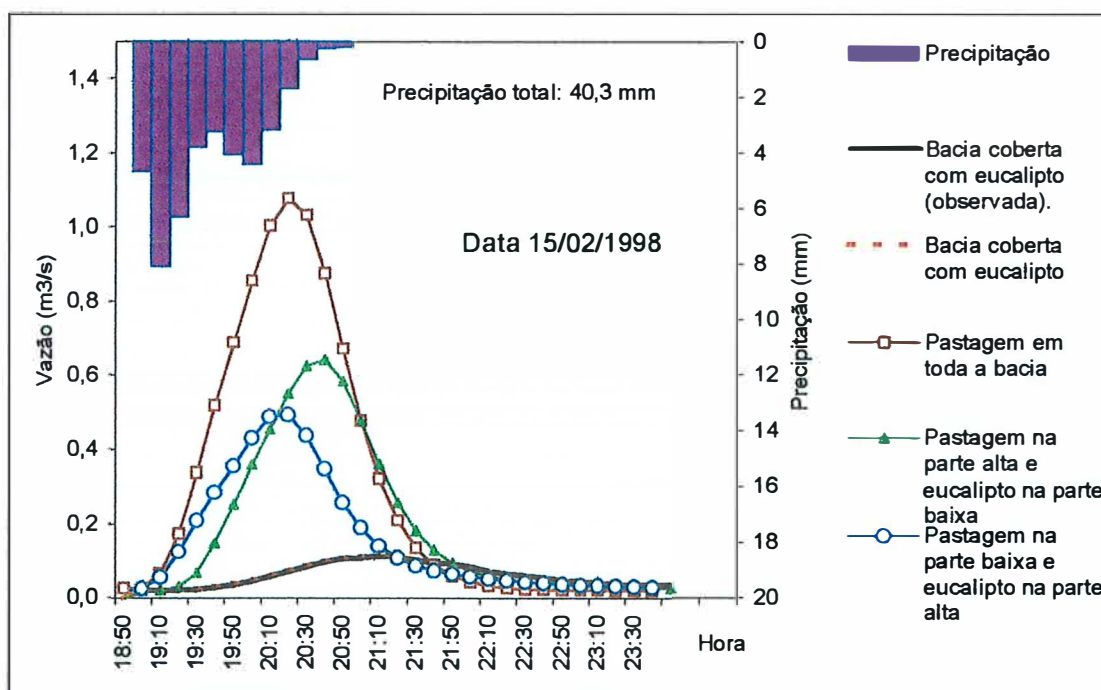 Vazão (m3/s)
1,4
1,2
1,0
0,8
0,6
0,4
0,2
0,0
Precipitação total: 40,3 mm
Data 15/02/1998
0
2
4
6
8
10
12
14
16
18
20
Precipitação (mm)
18:50
19:10
19:30
19:50
20:10
20:30
20:50
21:10
21:30
21:50
22:10
22:30
22:50
23:10
23:30
Hora
Precipitação
Bacia coberta
com eucalipto
(observada).
Bacia coberta
com eucalipto
Pastagem em
toda a bacia
Pastagem na
parte alta e
eucalipto na parte
baixa
Pastagem na
parte baixa e
eucalipto na parte
alta